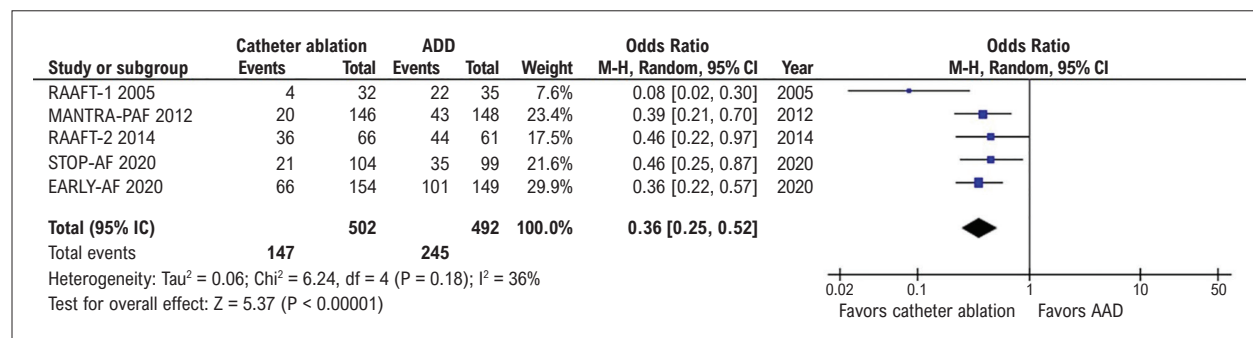 Catheter ablation ADD Odds Ratio Odds Ratio
Study or subgroup Events Total Events Total Weight M-H, Random, 95% CI Year M-H, Random, 95% CI
RAAFT-1 2005 4 32 22 35 7.6% 0.08 [0.02, 0.30] 2005
MANTRA-PAF 2012 20 146 43 148 23.4% 0.39 [0.21, 0.70] 2012
RAAFT-2 2014 36 66 44 61 17.5% 0.46 [0.22, 0.97] 2014
STOP-AF 2020 21 104 35 99 21.6% 0.46 [0.25, 0.87] 2020
EARLY-AF 2020 66 154 101 149 29.9% 0.36 [0.22, 0.57] 2020
Total (95% IC) 502 492 100.0% 0.36 [0.25, 0.52]
Total events 147 245
Heterogeneity: Tau² = 0.06; Chi² = 6.24, df = 4 (P = 0.18); I² = 36%
Test for overall effect: Z = 5.37 (P < 0.00001)
0.02 0.1 1 10 50
Favors catheter ablation Favors AAD